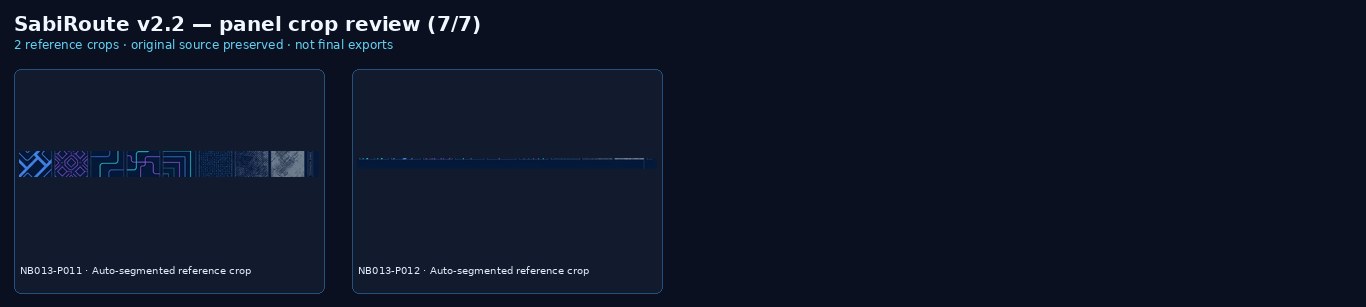 SabiRoute v2.2 — panel crop review (7/7)
2 reference crops · original source preserved · not final exports
NB013-P011 · Auto-segmented reference crop
NB013-P012 · Auto-segmented reference crop